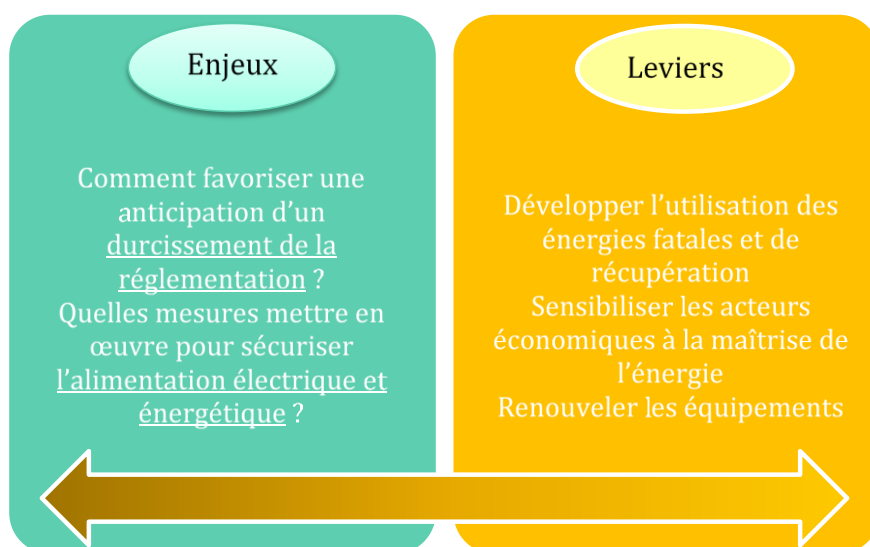 Enjeux
Comment favoriser une
anticipation d’un
durcissement de la
réglementation ?
Quelles mesures mettre en
œuvre pour sécuriser
l’alimentation électrique et
énergétique ?
Leviers
Développer l’utilisation des
énergies fatales et de
récupération
Sensibiliser les acteurs
économiques à la maîtrise de
l’énergie
Renouveler les équipements